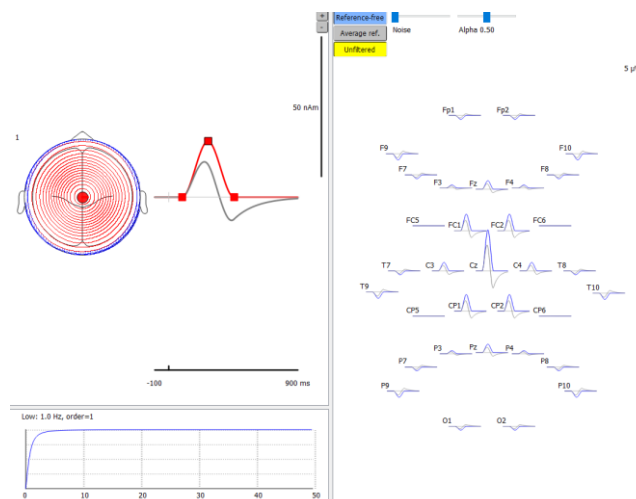 +
-
Reference-free
Average ref.
Unfiltered
Noise
Alpha 0.50
50 nAm
1
-100 900 ms
Fp1 Fp2
F9 F10
F7 F8
F3 Fz F4
FC5 FC1 FC2 FC6
T7 C3 Cz C4 T8
T9 T10
CP5 CP1 CP2 CP6
P3 Pz P4
P7 P8
P9 P10
O1 O2
Low: 1.0 Hz, order=1
0 10 20 30 40 50